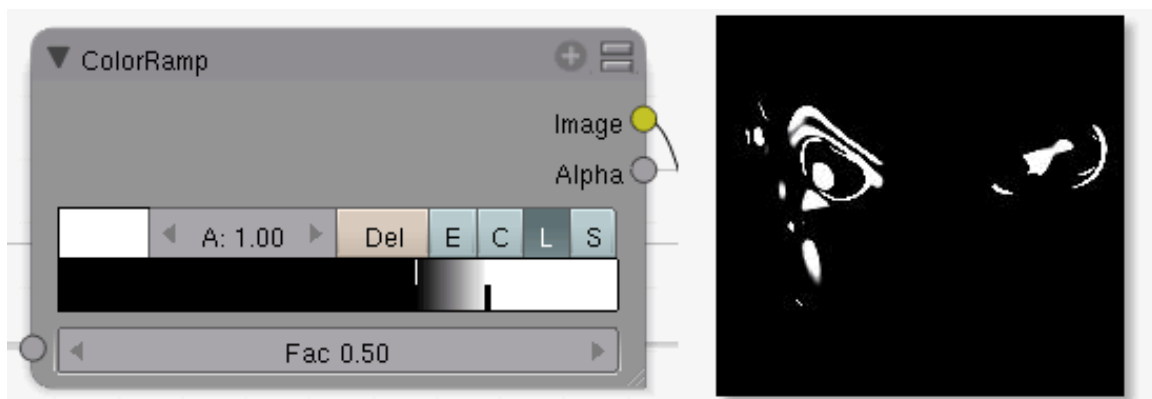 ColorRamp
Image
Alpha
A: 1.00 Del E C L S
Fac 0.50